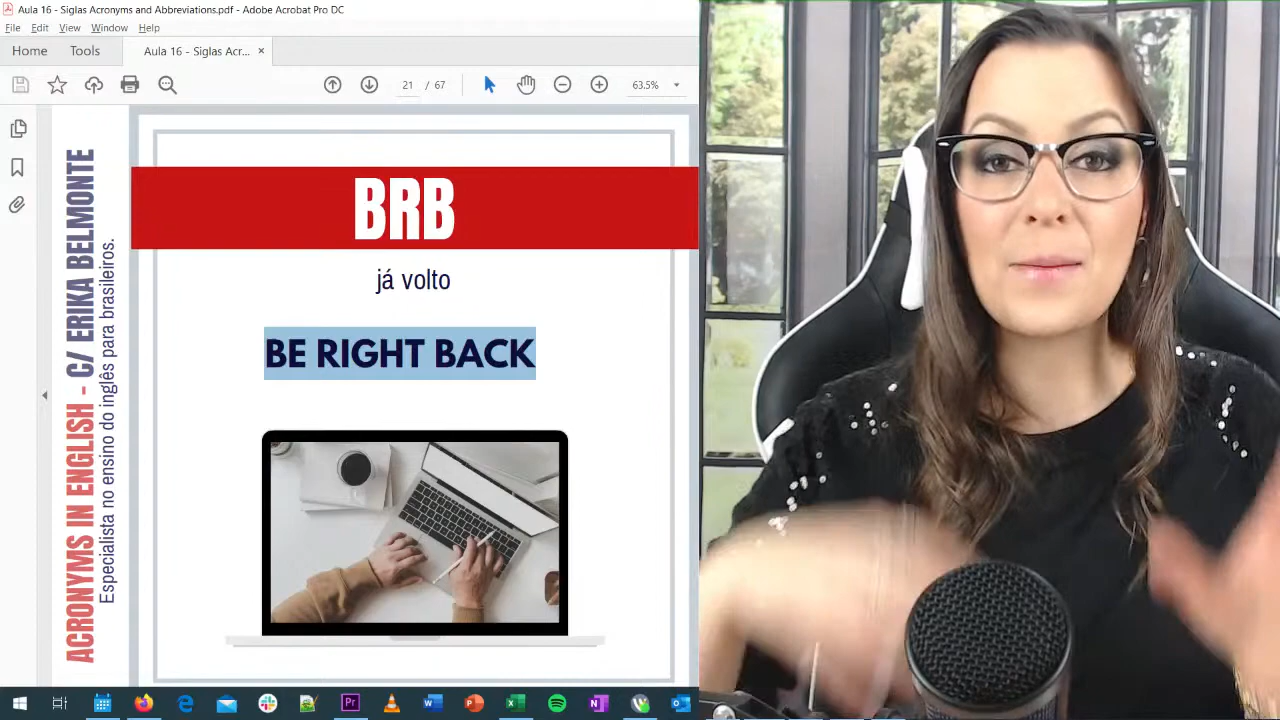 Aula 16 - Siglas Acronyms and Abbreviations.pdf - Adobe Acrobat Pro DC
File Edit View Window Help
Home Tools Aula 16 - Siglas Acr... ×
21 / 67 63.5%
ACRONYMS IN ENGLISH - C/ ERIKA BELMONTE
Especialista no ensino do inglês para brasileiros.
BRB
já volto
BE RIGHT BACK